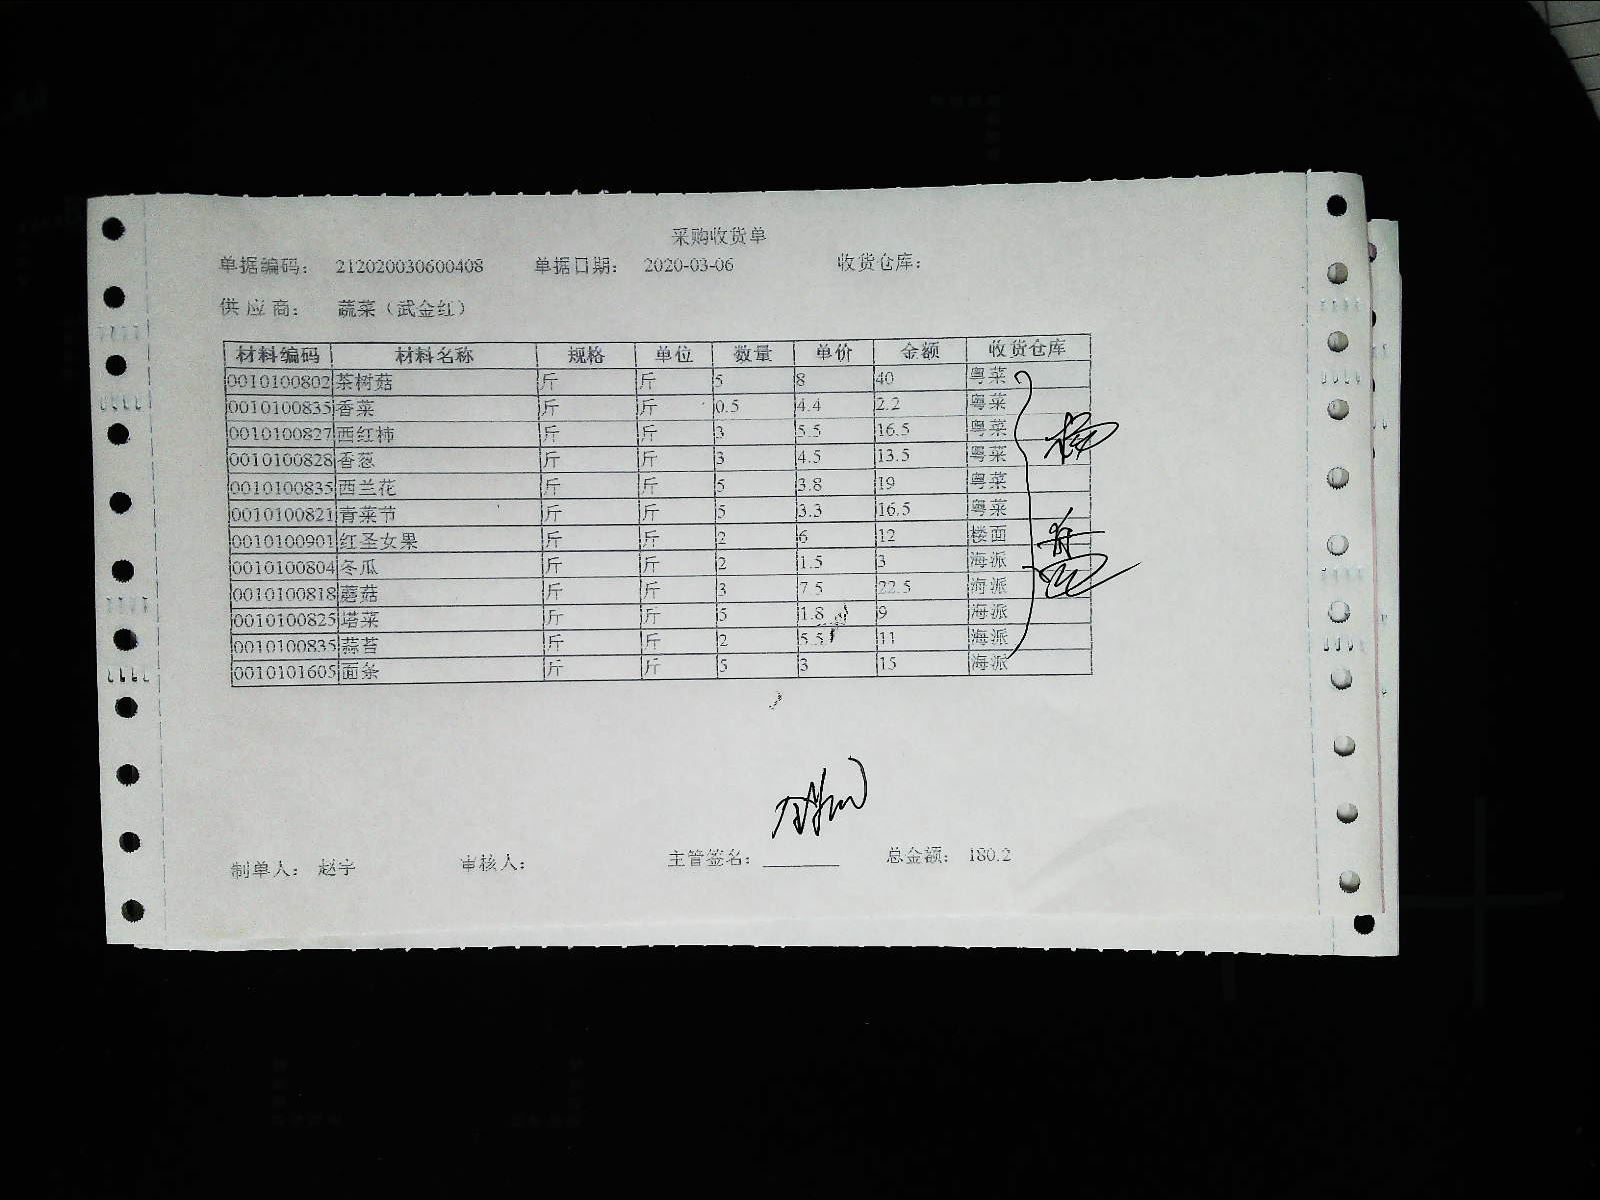 采购收货单
单据编码： 212020030600408 单据日期： 2020-03-06 收货仓库：
供应商： 蔬菜（武金红）
材料编码 材料名称 规格 单位 数量 单价 金额 收货仓库
0010100802 茶树菇 斤 斤 5 8 40 粤菜
0010100835 香菜 斤 斤 0.5 4.4 2.2 粤菜
0010100827 西红柿 斤 斤 3 5.5 16.5 粤菜
0010100828 香葱 斤 斤 3 4.5 13.5 粤菜
0010100835 西兰花 斤 斤 5 3.8 19 粤菜
0010100821 青菜节 斤 斤 5 3.3 16.5 粤菜
0010100901 红圣女果 斤 斤 2 6 12 楼面
0010100804 冬瓜 斤 斤 2 1.5 3 海派
0010100818 蘑菇 斤 斤 3 7.5 22.5 海派
0010100825 塔菜 斤 斤 5 1.8 9 海派
0010100835 蒜苔 斤 斤 2 5.5 11 海派
0010101605 面条 斤 斤 5 3 15 海派
制单人： 赵宇 审核人： 主管签名： 总金额： 180.2